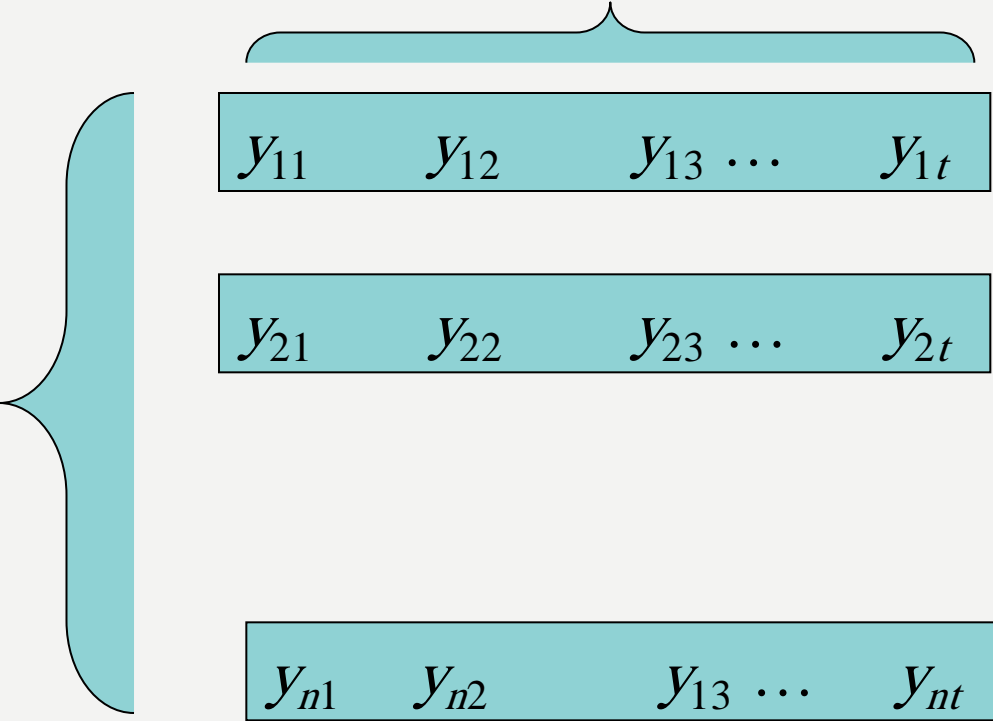 y₁₁ y₁₂ y₁₃ … y₁ₜ
y₂₁ y₂₂ y₂₃ … y₂ₜ
yₙ₁ yₙ₂ y₁₃ … yₙₜ